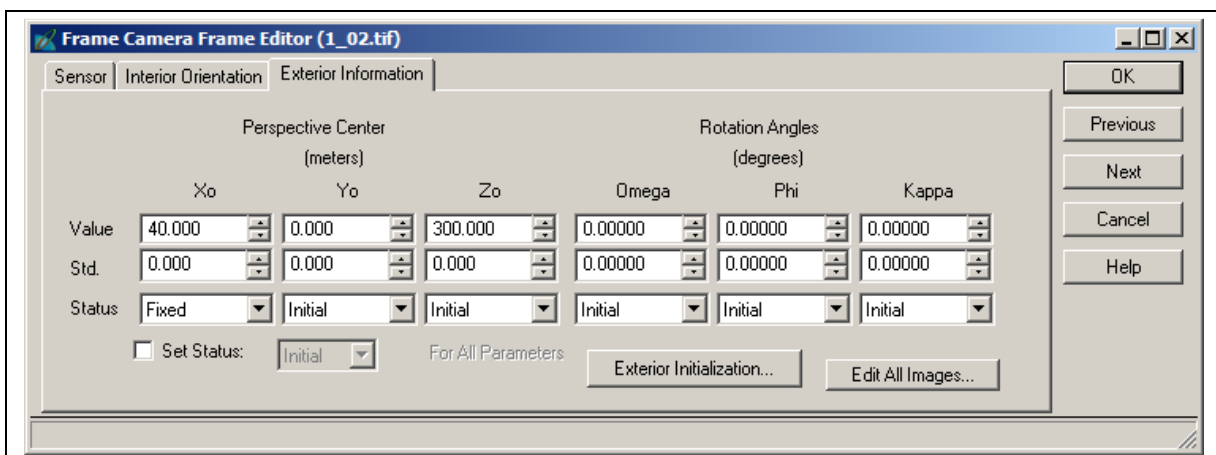 Frame Camera Frame Editor (1_02.tif)
Sensor Interior Orientation Exterior Information
OK
Previous
Next
Cancel
Help
Perspective Center Rotation Angles
(meters) (degrees)
Xo Yo Zo Omega Phi Kappa
Value 40.000 0.000 300.000 0.00000 0.00000 0.00000
Std. 0.000 0.000 0.000 0.00000 0.00000 0.00000
Status Fixed Initial Initial Initial Initial Initial
Set Status: Initial For All Parameters Exterior Initialization... Edit All Images...